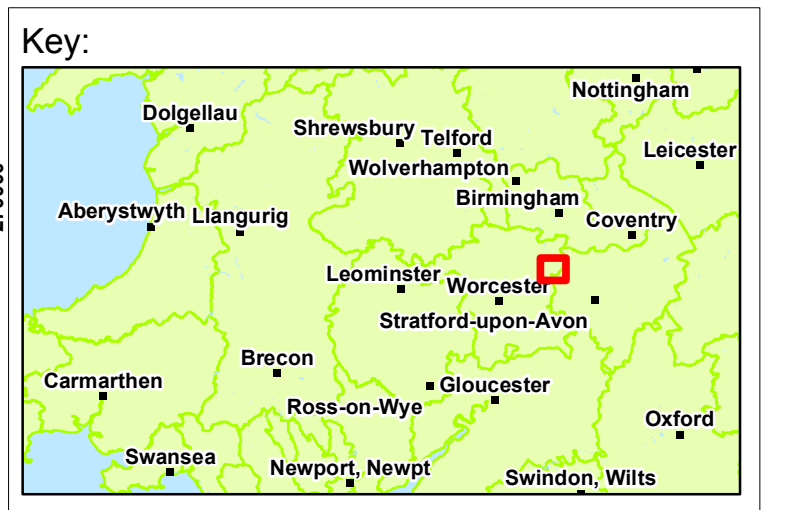 Key:
Nottingham
Dolgellau
Shrewsbury
Telford
Leicester
Wolverhampton
Birmingham
Aberystwyth
Llangurig
Coventry
Leominster
Worcester
Stratford-upon-Avon
Brecon
Carmarthen
Gloucester
Ross-on-Wye
Oxford
Swansea
Newport, Newpt
Swindon, Wilts